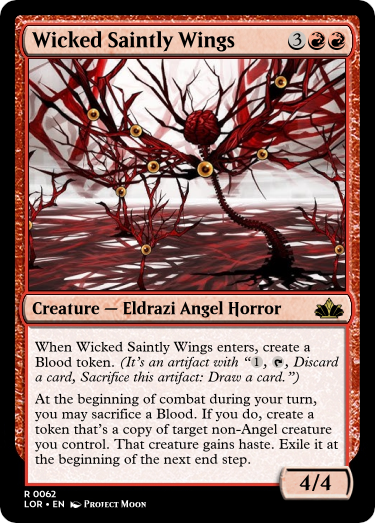 Wicked Saintly Wings 3
Creature — Eldrazi Angel Horror
When Wicked Saintly Wings enters, create a
Blood token. (It's an artifact with “1, , Discard
a card, Sacrifice this artifact: Draw a card.”)
At the beginning of combat during your turn,
you may sacrifice a Blood. If you do, create a
token that's a copy of target non-Angel creature
you control. That creature gains haste. Exile it at
the beginning of the next end step.
4/4
R 0062
LOR • EN Project Moon